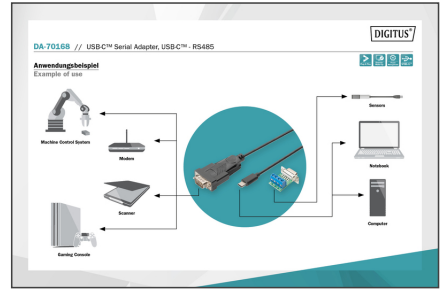 DIGITUS®
DA-70168 // USB-C™ Serial Adapter, USB-C™ - RS485
Anwendungsbeispiel
Example of use
Machine Control System
Modem
Scanner
Gaming Console
Sensors
Notebook
Computer